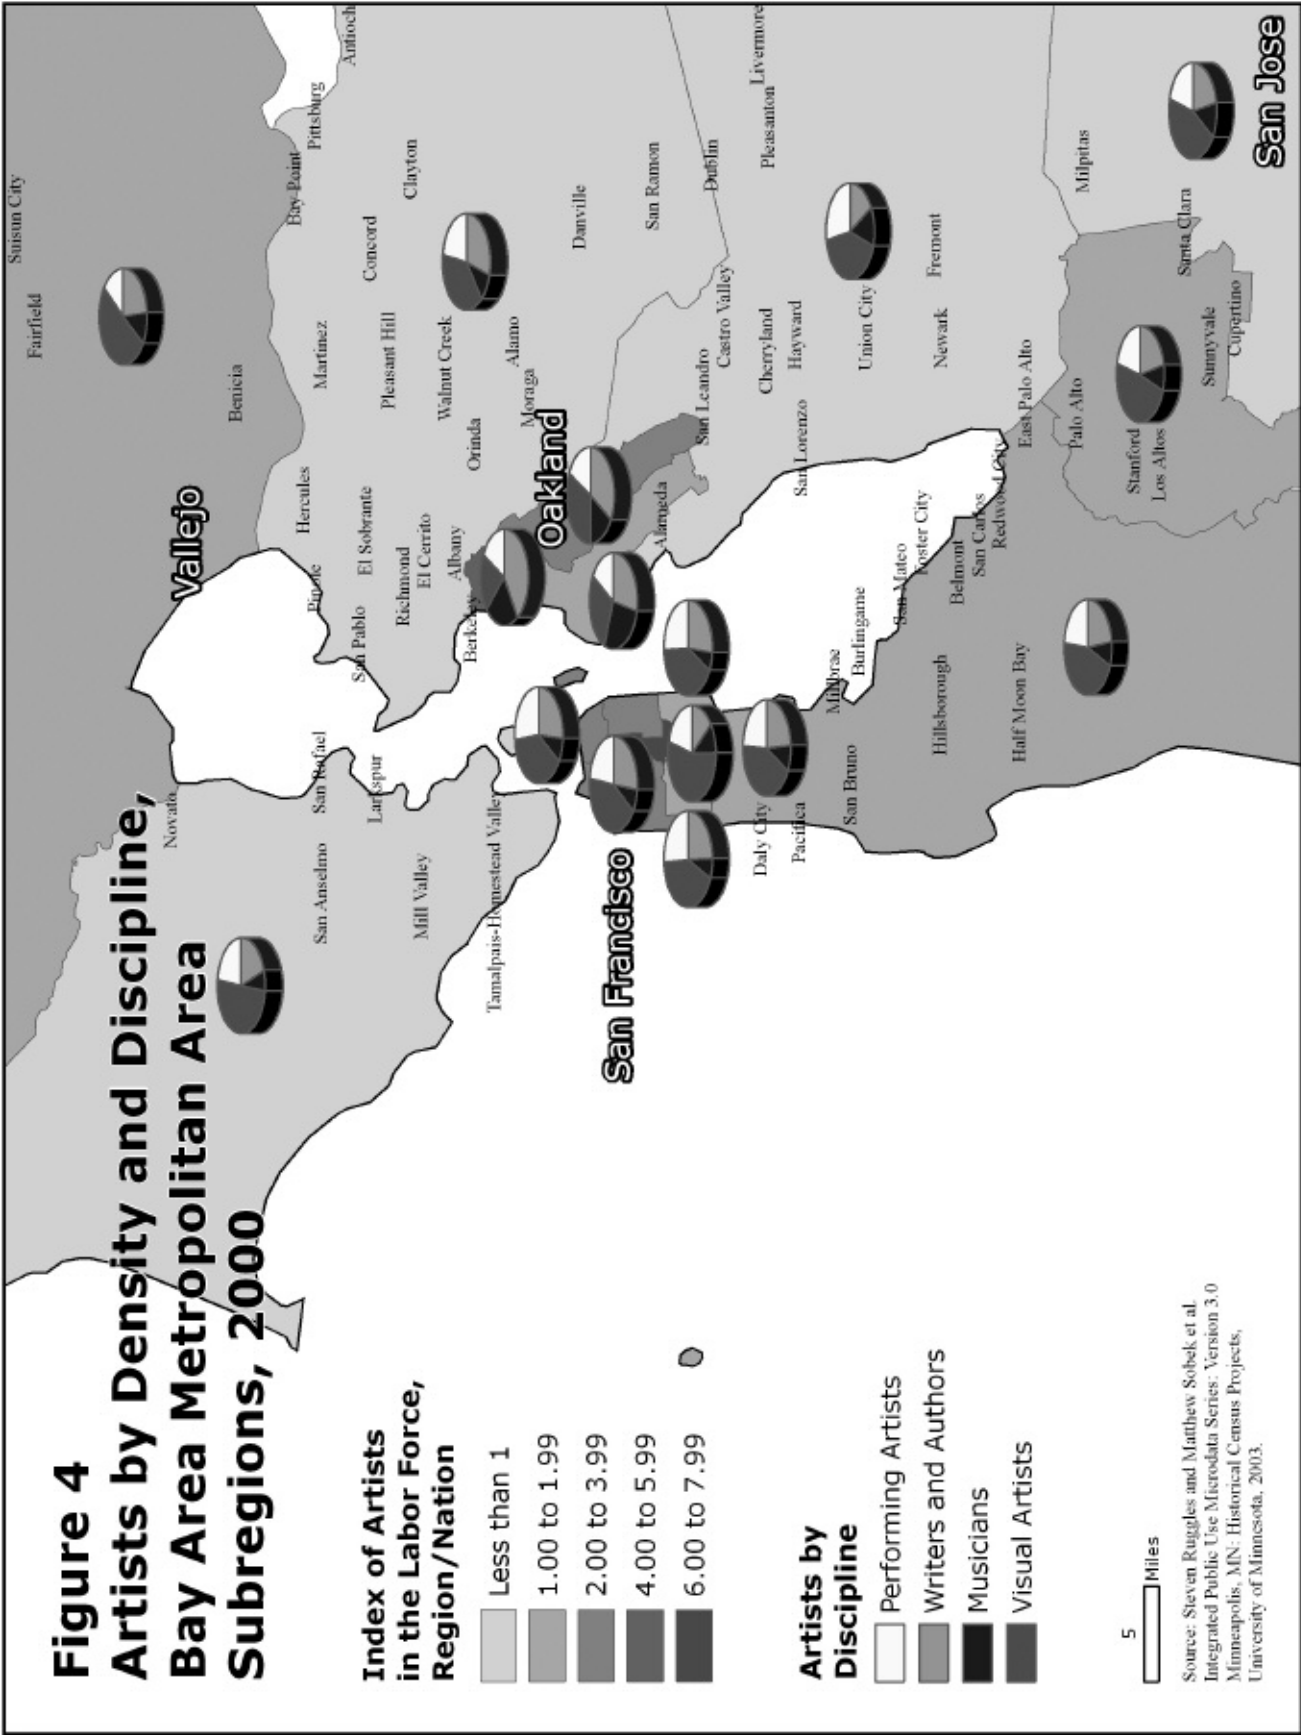 Figure 4
Artists by Density and Discipline,
Bay Area Metropolitan Area
Subregions, 2000
Index of Artists
in the Labor Force,
Region/Nation
Less than 1
1.00 to 1.99
2.00 to 3.99
4.00 to 5.99
6.00 to 7.99
Artists by
Discipline
Performing Artists
Writers and Authors
Musicians
Visual Artists
5
Miles
Source: Steven Ruggles and Matthew Sobek et al.
Integrated Public Use Microdata Series: Version 3.0
Minneapolis, MN: Historical Census Projects,
University of Minnesota, 2003.
Suisun City
Fairfield
Benicia
Vallejo
Novato
Antioch
Pittsburg
Bay Point
Martinez
Hercules
Pinole
San Rafael
San Anselmo
Clayton
Concord
Pleasant Hill
El Sobrante
San Pablo
Larkspur
Richmond
El Cerrito
Mill Valley
Walnut Creek
Albany
Orinda
Berkeley
Tamalpais-Homestead Valley
Alamo
Moraga
Oakland
Danville
San Ramon
Alameda
San Francisco
Dublin
San Leandro
Castro Valley
Livermore
Pleasanton
Cherryland
Hayward
San Lorenzo
Daly City
Pacifica
Millbrae
Burlingame
San Bruno
Union City
Fremont
Newark
San Mateo
Foster City
Belmont
San Carlos
Redwood City
Hillsborough
Half Moon Bay
East Palo Alto
Palo Alto
Milpitas
Stanford
Los Altos
Santa Clara
Sunnyvale
Cupertino
San Jose